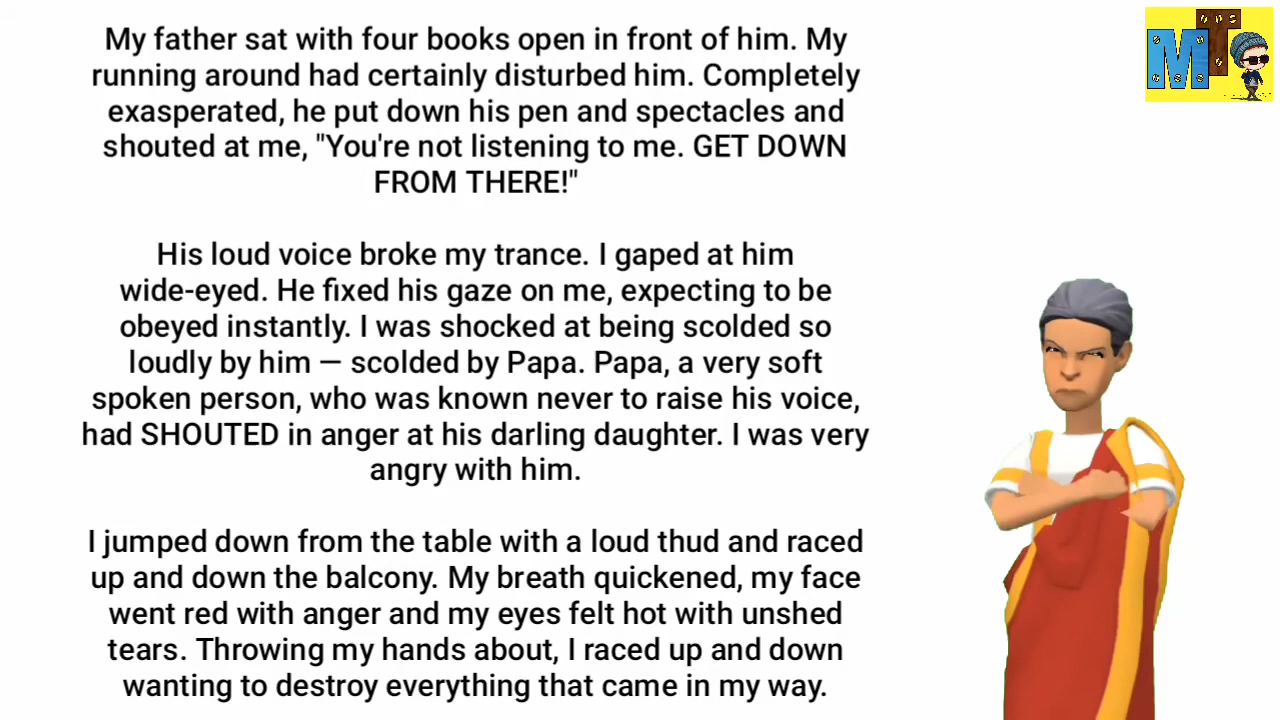 My father sat with four books open in front of him. My
running around had certainly disturbed him. Completely
exasperated, he put down his pen and spectacles and
shouted at me, "You're not listening to me. GET DOWN
FROM THERE!"
His loud voice broke my trance. I gaped at him
wide-eyed. He fixed his gaze on me, expecting to be
obeyed instantly. I was shocked at being scolded so
loudly by him — scolded by Papa. Papa, a very soft
spoken person, who was known never to raise his voice,
had SHOUTED in anger at his darling daughter. I was very
angry with him.
I jumped down from the table with a loud thud and raced
up and down the balcony. My breath quickened, my face
went red with anger and my eyes felt hot with unshed
tears. Throwing my hands about, I raced up and down
wanting to destroy everything that came in my way.
MT